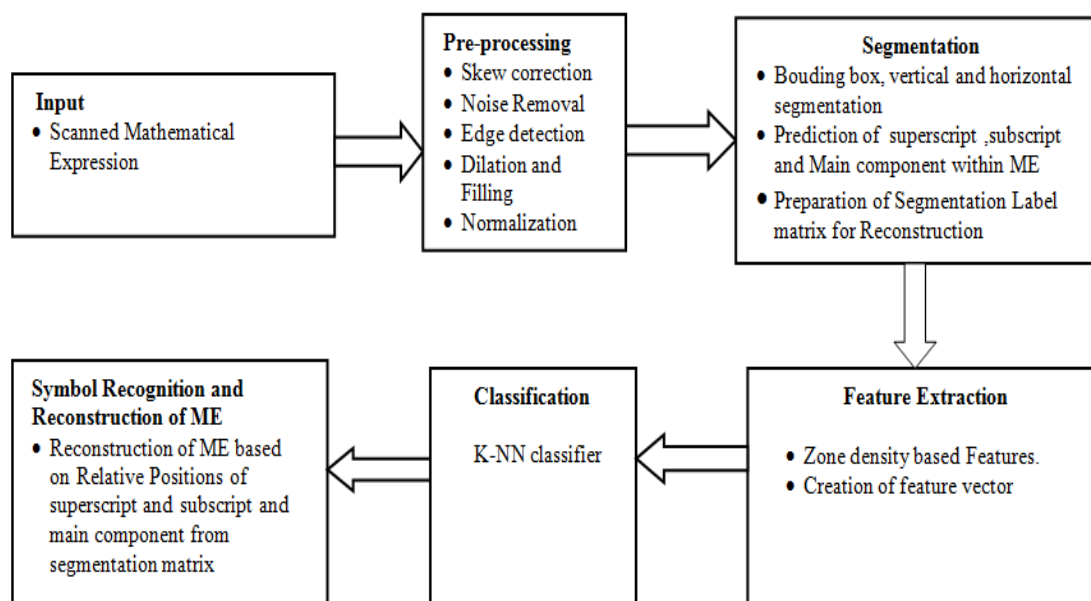 Input
• Scanned Mathematical
Expression
Pre-processing
• Skew correction
• Noise Removal
• Edge detection
• Dilation and
Filling
• Normalization
Segmentation
• Bouding box, vertical and horizontal
segmentation
• Prediction of superscript ,subscript
and Main component within ME
• Preparation of Segmentation Label
matrix for Reconstruction
Feature Extraction
• Zone density based Features.
• Creation of feature vector
Classification
K-NN classifier
Symbol Recognition and
Reconstruction of ME
• Reconstruction of ME based
on Relative Positions of
superscript and subscript and
main component from
segmentation matrix